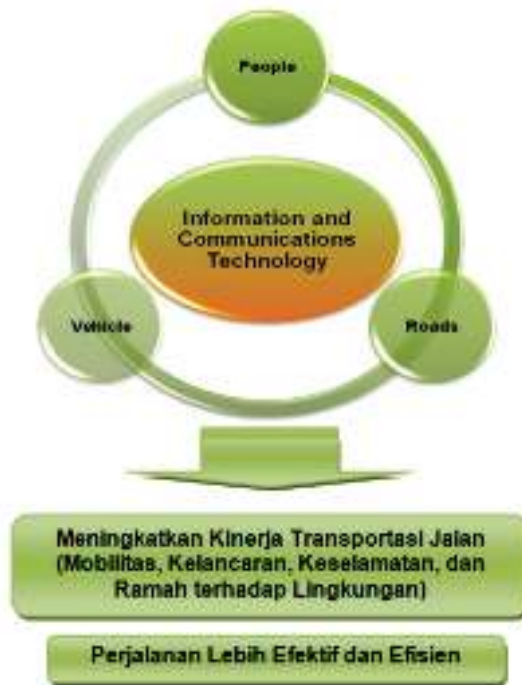 People
Information and
Communications
Technology
Vehicle
Roads
Meningkatkan Kinerja Transportasi Jalan
(Mobilitas, Kelancaran, Keselamatan, dan
Ramah terhadap Lingkungan)
Perjalanan Lebih Efektif dan Efisien